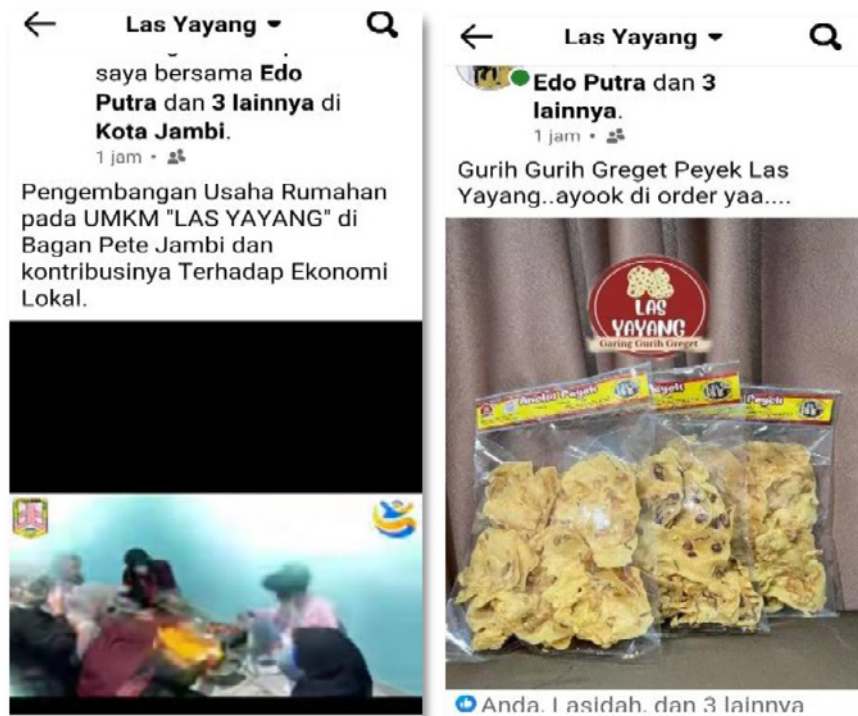 Las Yayang
saya bersama Edo
Putra dan 3 lainnya di
Kota Jambi.
1 jam
Pengembangan Usaha Rumahan
pada UMKM "LAS YAYANG" di
Bagan Pete Jambi dan
kontribusinya Terhadap Ekonomi
Lokal.
Las Yayang
Edo Putra dan 3
lainnya.
1 jam
Gurih Gurih Greget Peyek Las
Yayang..ayook di order yaa....
LAS
YAYANG
Garing Gurih Greget
Aneka Peyek
Peyek
Peyek
Anda, Lasidah, dan 3 lainnya